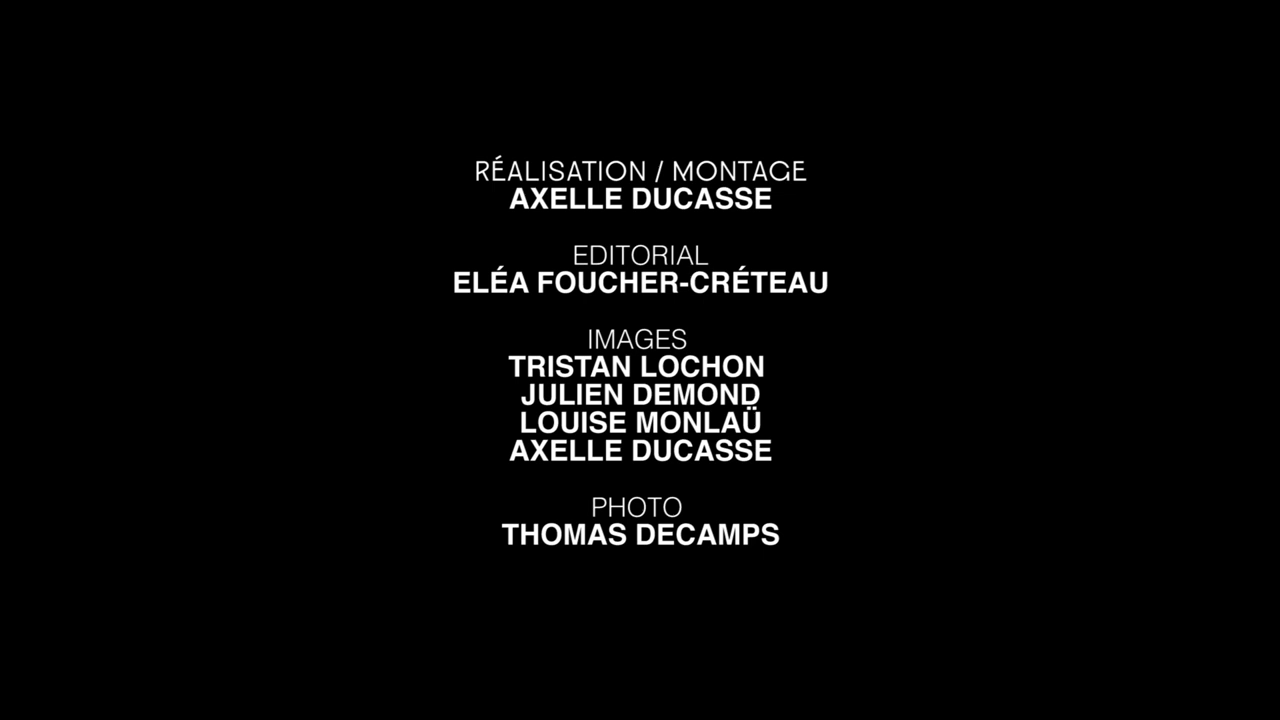 RÉALISATION / MONTAGE
AXELLE DUCASSE
EDITORIAL
ELÉA FOUCHER-CRÉTEAU
IMAGES
TRISTAN LOCHON
JULIEN DEMOND
LOUISE MONLAÜ
AXELLE DUCASSE
PHOTO
THOMAS DECAMPS